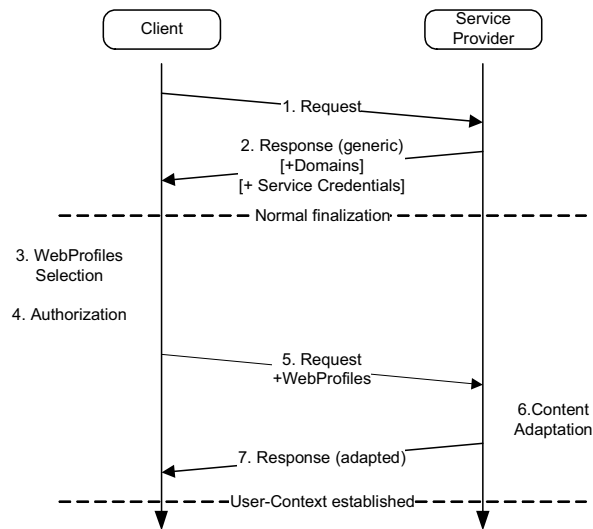 Client
Service
Provider
1. Request
2. Response (generic)
[+Domains]
[+ Service Credentials]
Normal finalization
3. WebProfiles
Selection
4. Authorization
5. Request
+WebProfiles
6.Content
Adaptation
7. Response (adapted)
User-Context established